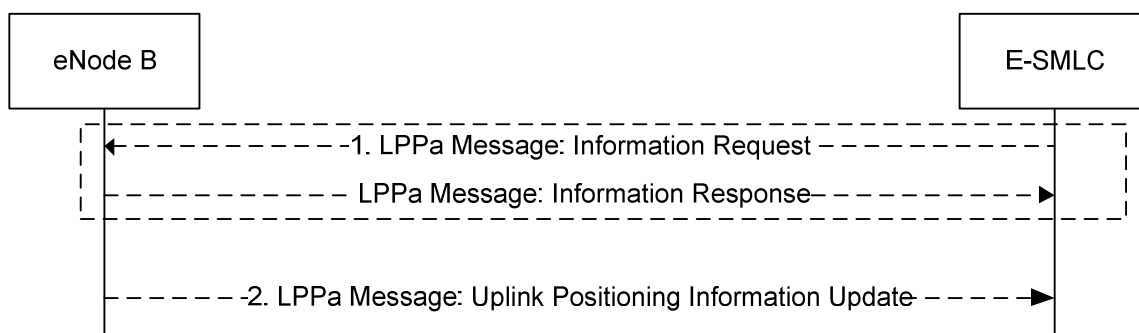 eNode B
E-SMLC
1. LPPa Message: Information Request
LPPa Message: Information Response
2. LPPa Message: Uplink Positioning Information Update